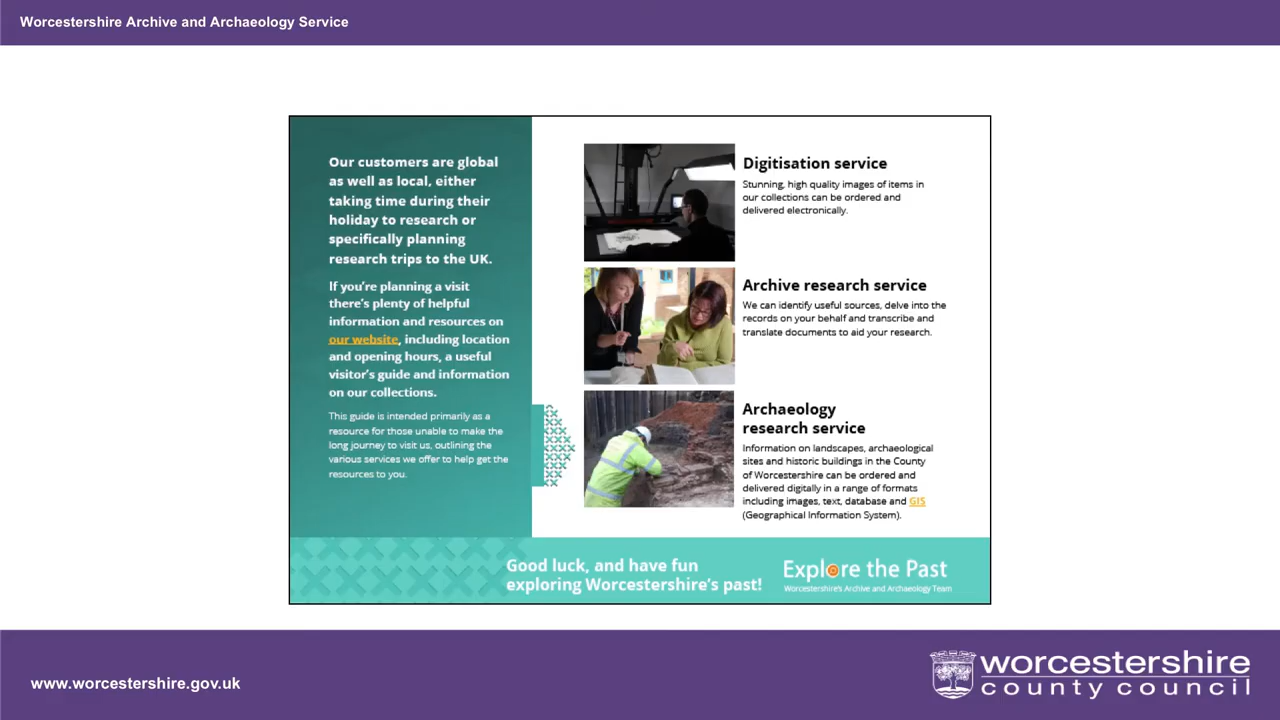 Worcestershire Archive and Archaeology Service
Our customers are global
as well as local, either
taking time during their
holiday to research or
specifically planning
research trips to the UK.
If you're planning a visit
there's plenty of helpful
information and resources on
our website, including location
and opening hours, a useful
visitor's guide and information
on our collections.
This guide is intended primarily as a
resource for those unable to make the
long journey to visit us, outlining the
various services we offer to help get the
resources to you.
Digitisation service
Stunning, high quality images of items in
our collections can be ordered and
delivered electronically.
Archive research service
We can identify useful sources, delve into the
records on your behalf and transcribe and
translate documents to aid your research.
Archaeology
research service
Information on landscapes, archaeological
sites and historic buildings in the County
of Worcestershire can be ordered and
delivered digitally in a range of formats
including images, text, database and GIS
(Geographical Information System).
Good luck, and have fun
exploring Worcestershire's past!
Explore the Past
Worcestershire's Archive and Archaeology Team
www.worcestershire.gov.uk
worcestershire
county council